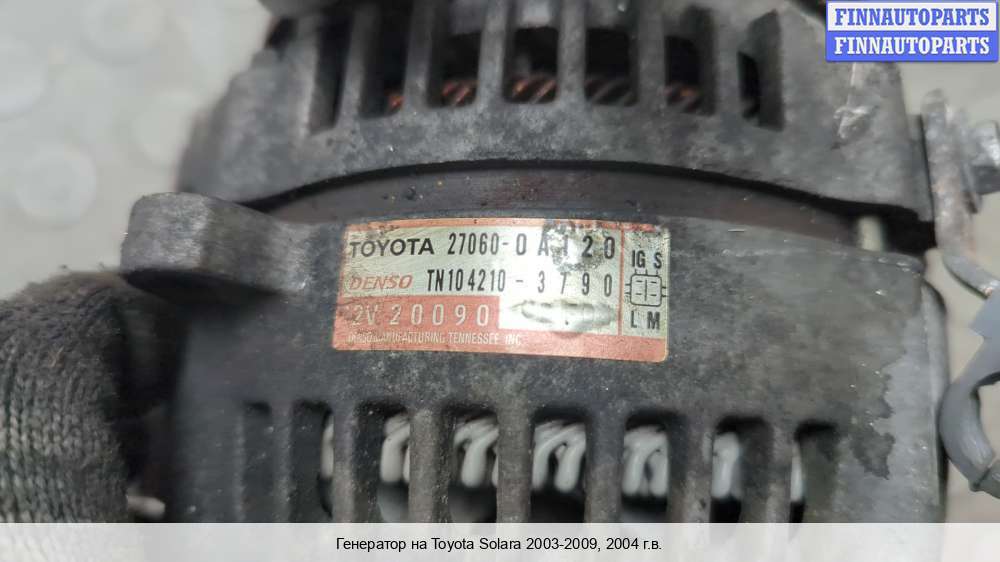 FINNAUTOPARTS
FINNAUTOPARTS
TOYOTA 27060-0A120
IG S
DENSO TN104210-3790
L M
12V 20090
DENSO MANUFACTURING TENNESSEE, INC.
Генератор на Toyota Solara 2003-2009, 2004 г.в.